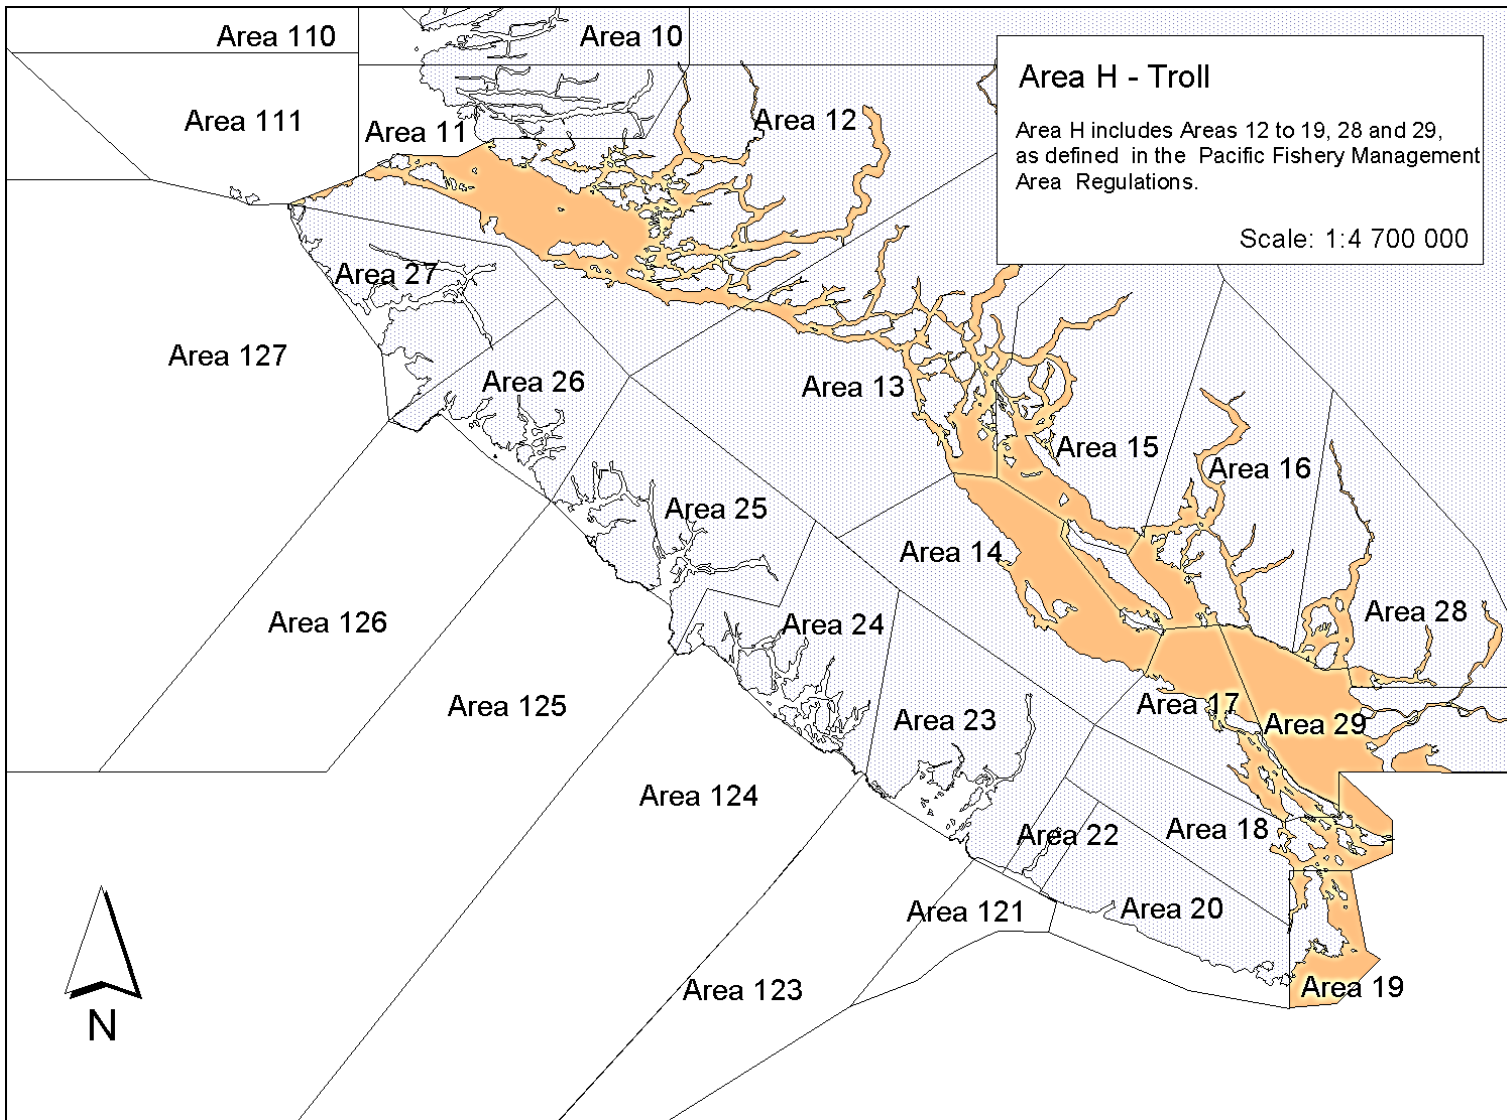 Area 110
Area 10
Area H - Troll
Area 111
Area 11
Area 12
Area H includes Areas 12 to 19, 28 and 29,
as defined in the Pacific Fishery Management
Area Regulations.
Scale: 1:4 700 000
Area 27
Area 127
Area 26
Area 13
Area 15
Area 16
Area 25
Area 14
Area 126
Area 24
Area 28
Area 125
Area 23
Area 17
Area 29
Area 124
Area 22
Area 18
Area 121
Area 20
Area 123
Area 19
N